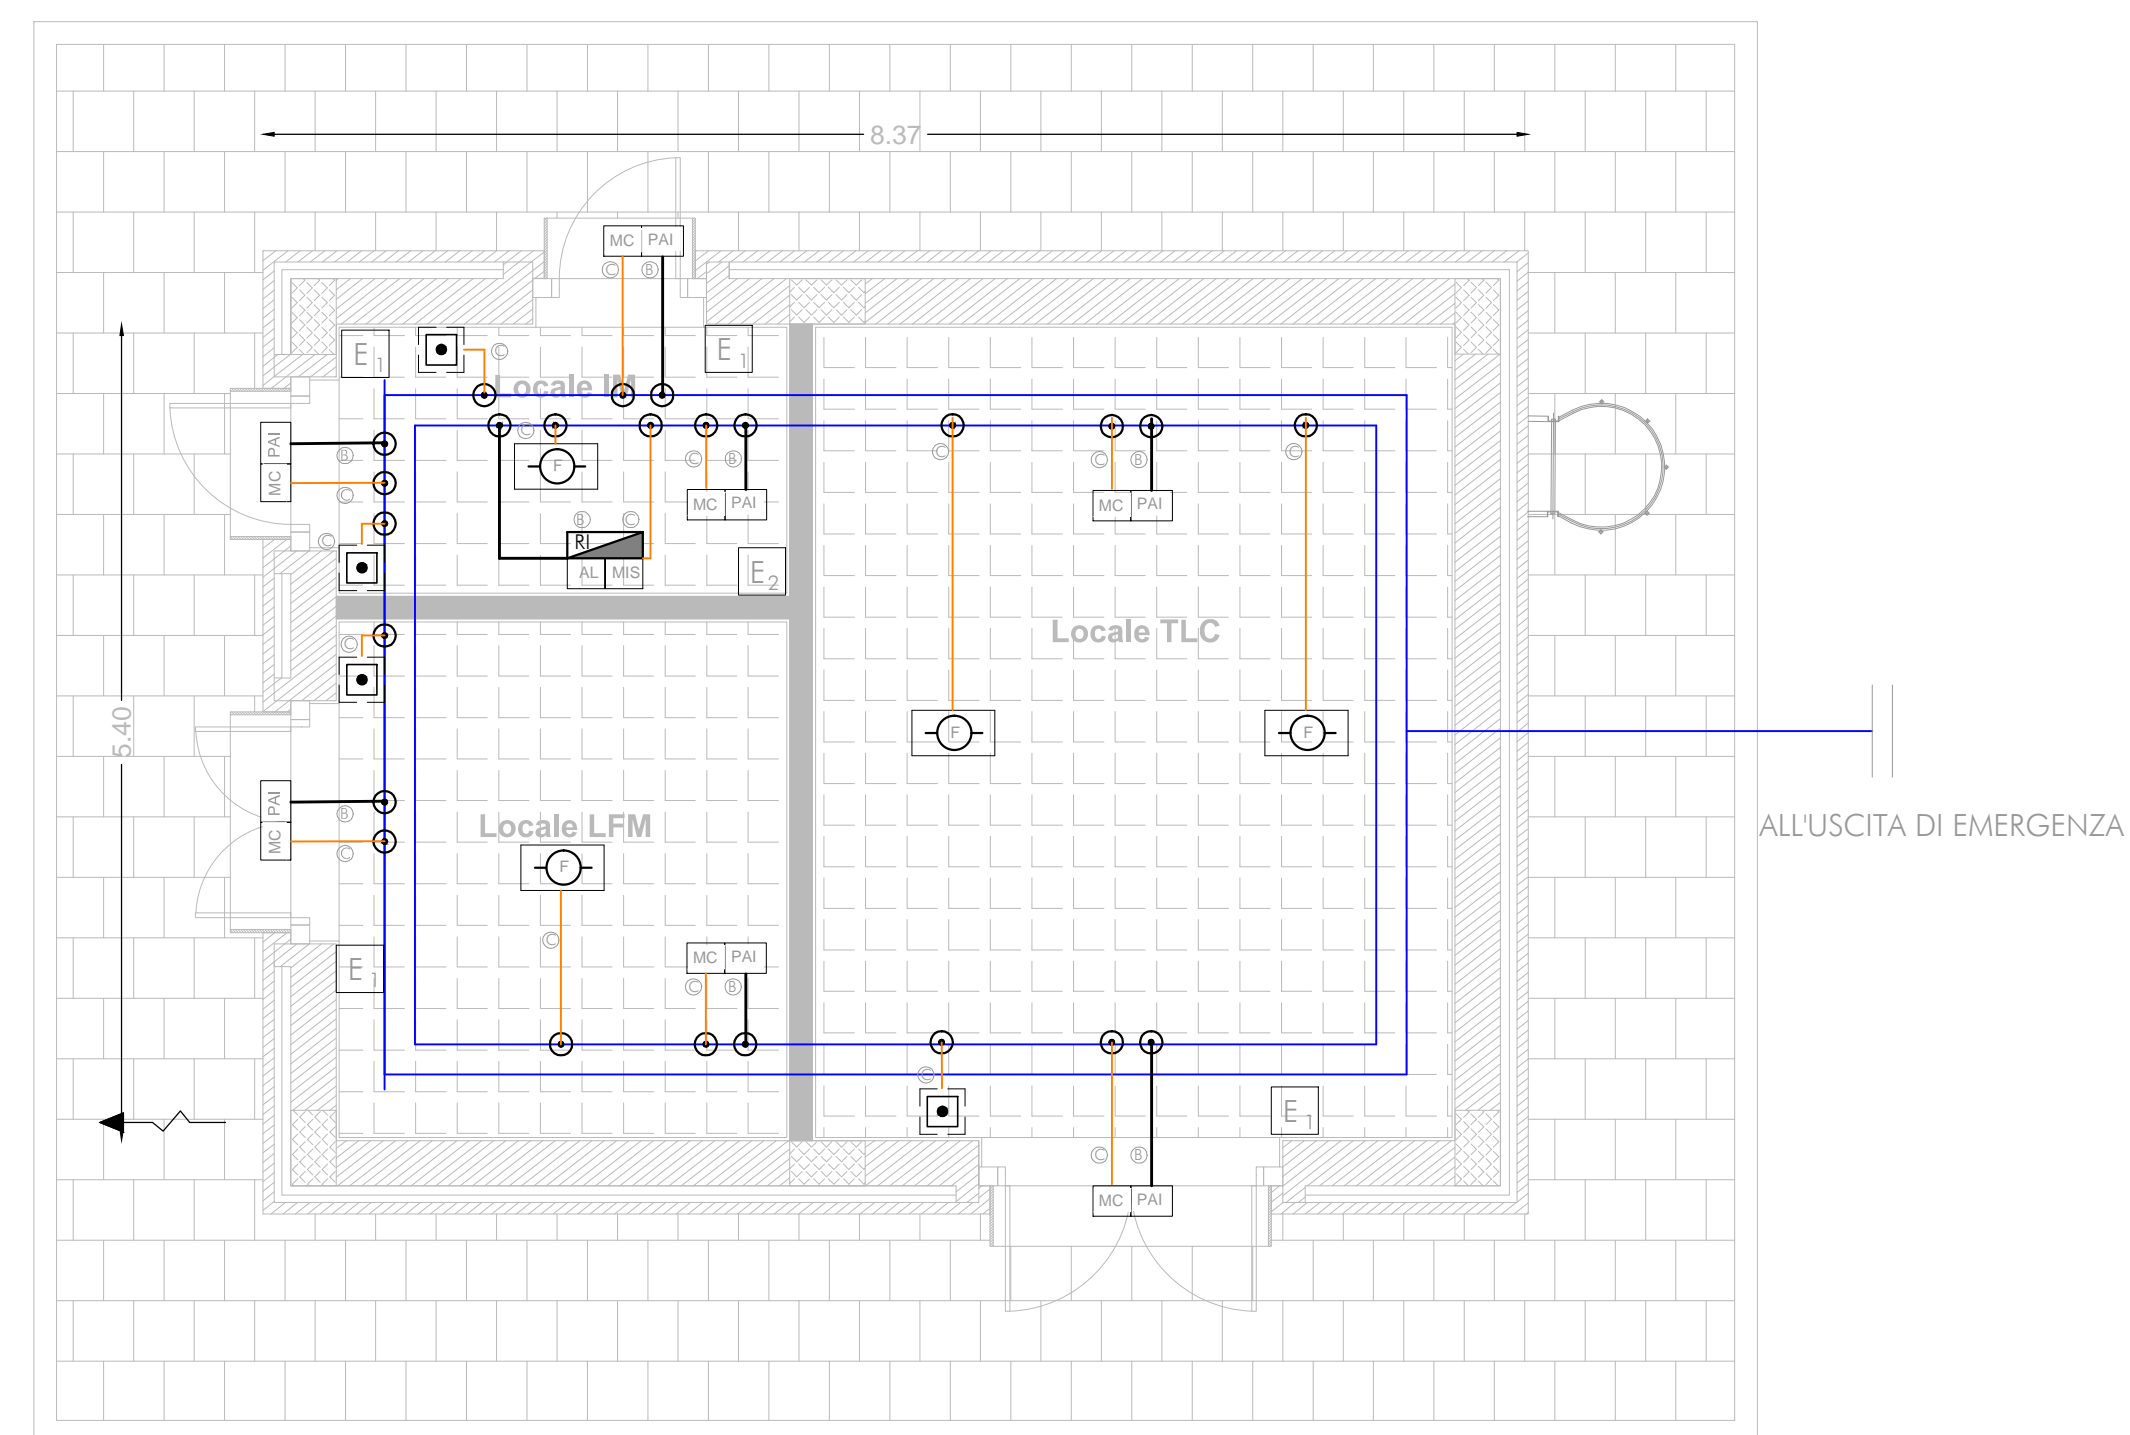 8.37
MC PAI
Ⓒ Ⓑ
E1
Ⓒ
E1
Locale IM
PAI
MC
Ⓑ
Ⓒ
Ⓒ
F
Ⓒ Ⓑ
MC PAI
Ⓒ
Ⓒ Ⓑ
MC PAI
Ⓒ
Ⓑ Ⓒ
RI
AL MIS
E2
Ⓒ
Ⓒ
Locale TLC
5.40
F
F
PAI
MC
Ⓑ
Ⓒ
Locale LFM
ALL'USCITA DI EMERGENZA
F
Ⓒ
E1
MC PAI
Ⓒ Ⓑ
Ⓒ
E1
Ⓒ Ⓑ
MC PAI